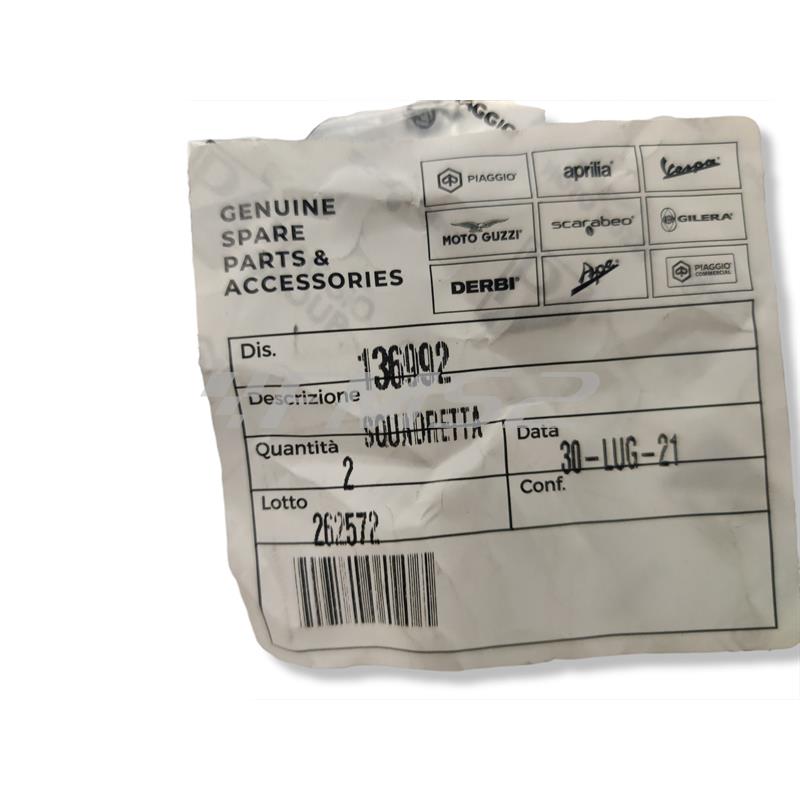 PIAGGIO
GENUINE
SPARE
PARTS &
ACCESSORIES
PIAGGIO® aprilia® Vespa®
MOTO GUZZI® scarabeo® GILERA®
DERBI® Ape® PIAGGIO COMMERCIAL
Dis. 136992
Descrizione SQUADRETTA
Quantità 2
Data 30-LUG-21
Lotto 262572
Conf.